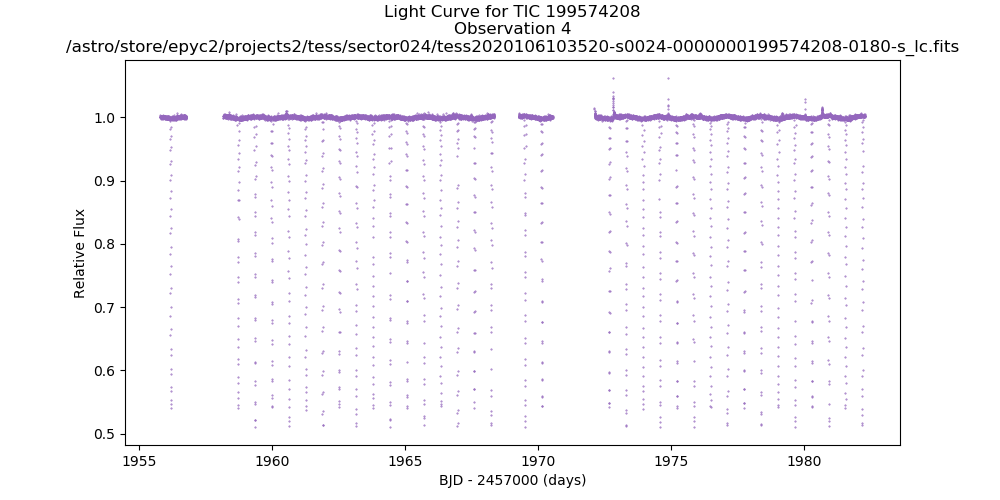 Light Curve for TIC 199574208
Observation 4
/astro/store/epyc2/projects2/tess/sector024/tess2020106103520-s0024-0000000199574208-0180-s_lc.fits
1.0
0.9
0.8
0.7
0.6
0.5
Relative Flux
1955 1960 1965 1970 1975 1980
BJD - 2457000 (days)